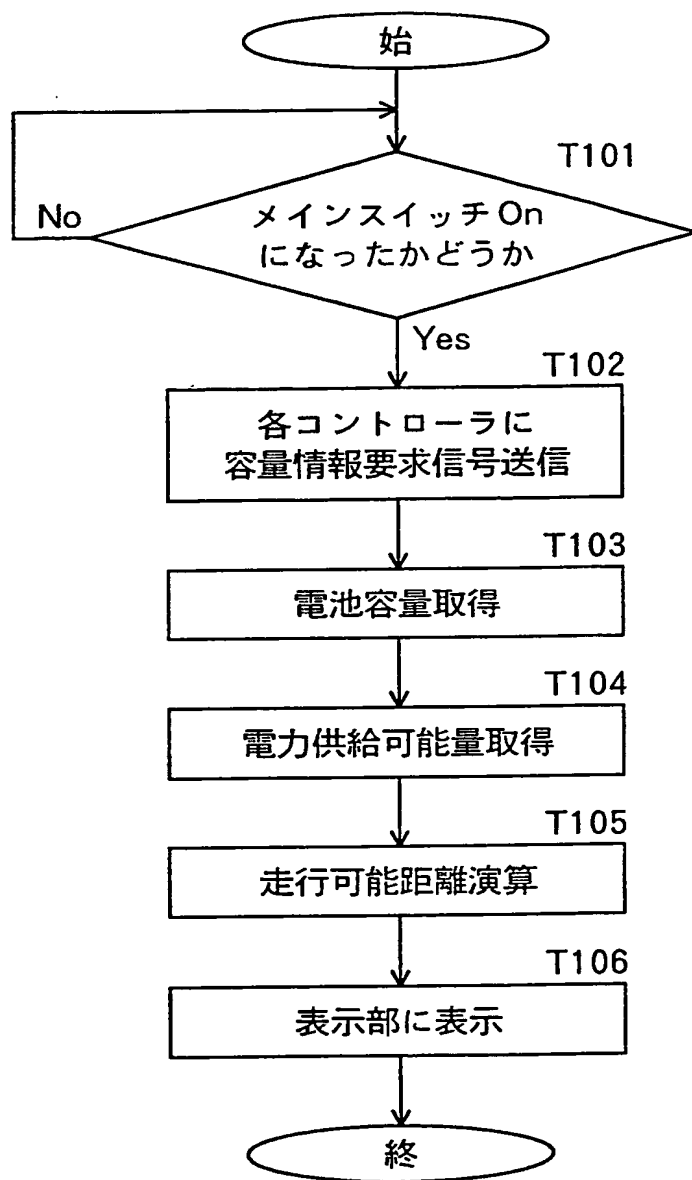 始
T101
メインスイッチOn
になったかどうか
No
Yes
T102
各コントローラに
容量情報要求信号送信
T103
電池容量取得
T104
電力供給可能量取得
T105
走行可能距離演算
T106
表示部に表示
終